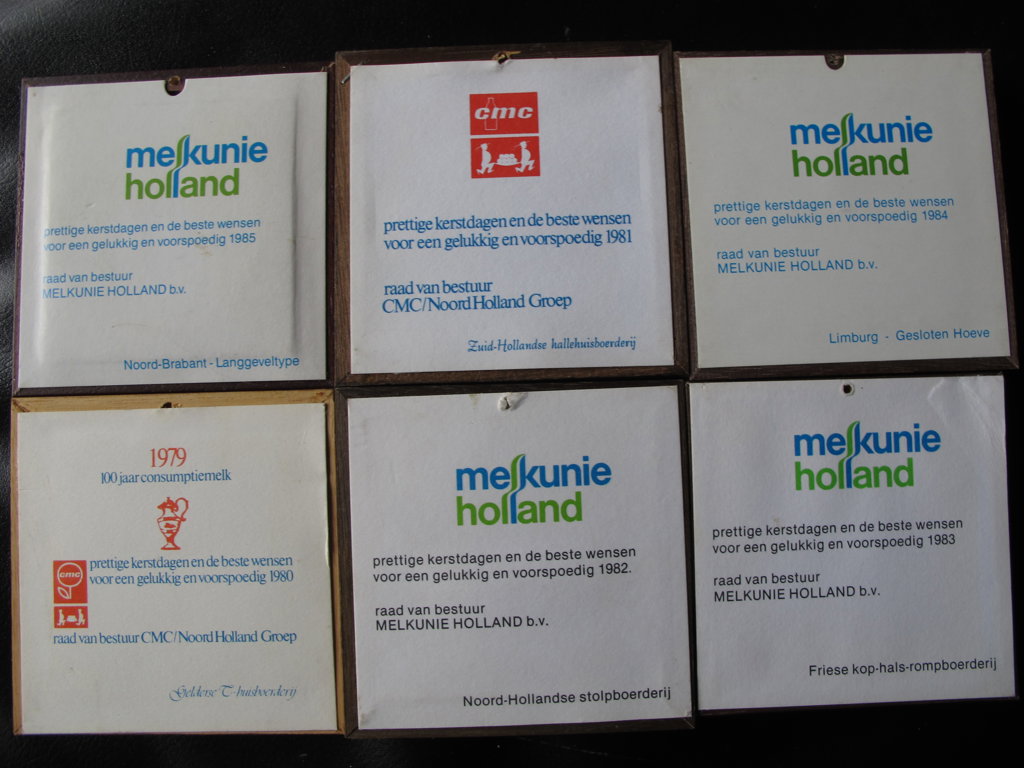 melkunie
holland
prettige kerstdagen en de beste wensen
voor een gelukkig en voorspoedig 1985
raad van bestuur
MELKUNIE HOLLAND b.v.
Noord-Brabant - Langgeveltype
cmc
prettige kerstdagen en de beste wensen
voor een gelukkig en voorspoedig 1981
raad van bestuur
CMC/Noord Holland Groep
Zuid-Hollandse hallehuisboerderij
melkunie
holland
prettige kerstdagen en de beste wensen
voor een gelukkig en voorspoedig 1984
raad van bestuur
MELKUNIE HOLLAND b.v.
Limburg - Gesloten Hoeve
1979
100 jaar consumptiemelk
cmc
prettige kerstdagen en de beste wensen
voor een gelukkig en voorspoedig 1980
raad van bestuur CMC/Noord Holland Groep
Gelderse T-huisboerderij
melkunie
holland
prettige kerstdagen en de beste wensen
voor een gelukkig en voorspoedig 1982.
raad van bestuur
MELKUNIE HOLLAND b.v.
Noord-Hollandse stolpboerderij
melkunie
holland
prettige kerstdagen en de beste wensen
voor een gelukkig en voorspoedig 1983
raad van bestuur
MELKUNIE HOLLAND b.v.
Friese kop-hals-rompboerderij